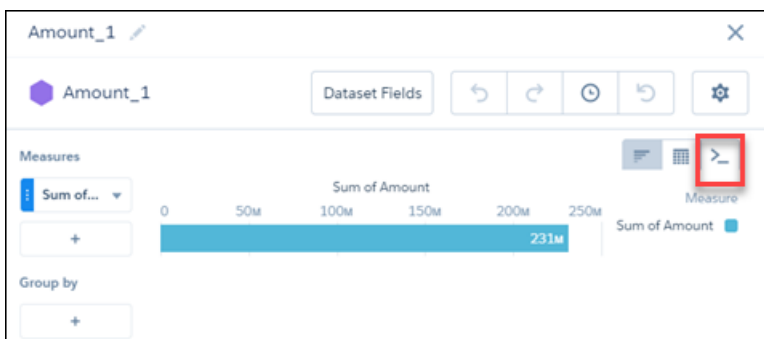 Amount_1
Amount_1
Dataset Fields
Measures
>_
Sum of...
Sum of Amount
Measure
0 50M 100M 150M 200M 250M
Sum of Amount
+
231M
Group by
+